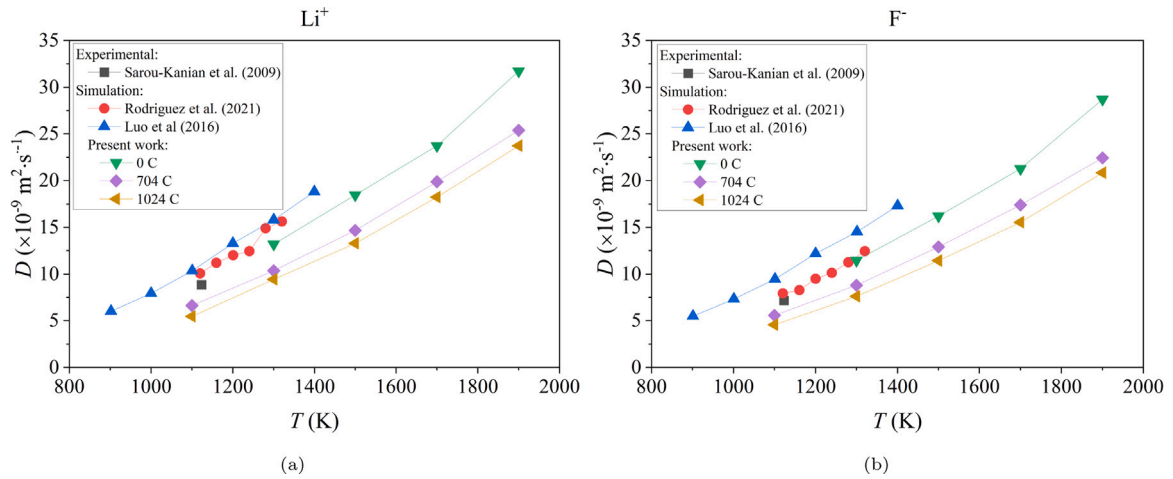 Li+
35
30
25
20
15
10
5
0
D (×10-9 m2·s-1)
Experimental:
Sarou-Kanian et al. (2009)
Simulation:
Rodriguez et al. (2021)
Luo et al (2016)
Present work:
0 C
704 C
1024 C
800 1000 1200 1400 1600 1800 2000
T (K)
(a)
F-
35
30
25
20
15
10
5
0
D (×10-9 m2·s-1)
Experimental:
Sarou-Kanian et al. (2009)
Simulation:
Rodriguez et al. (2021)
Luo et al. (2016)
Present work:
0 C
704 C
1024 C
800 1000 1200 1400 1600 1800 2000
T (K)
(b)